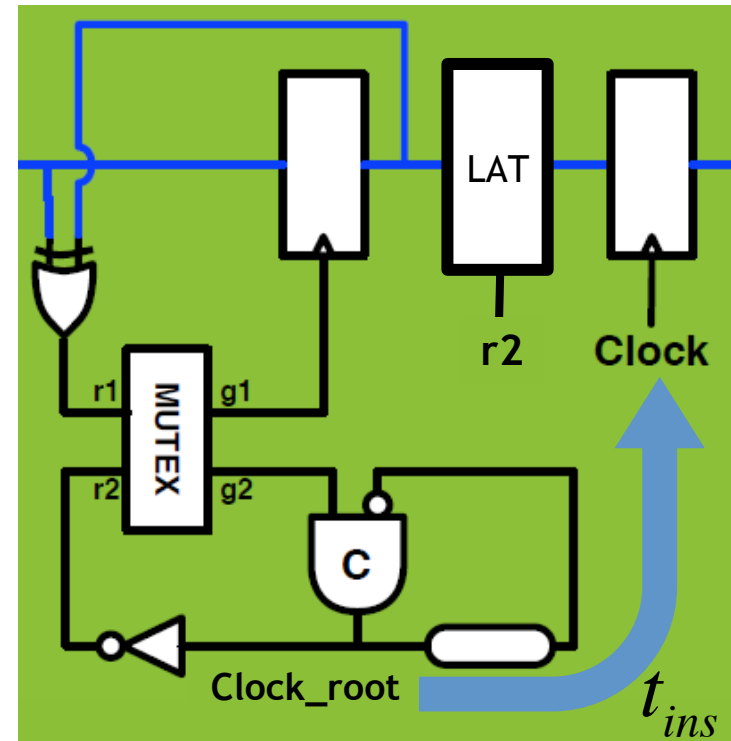 LAT
r2
Clock
r1
MUTEX
g1
r2
g2
C
Clock_root
t_ins